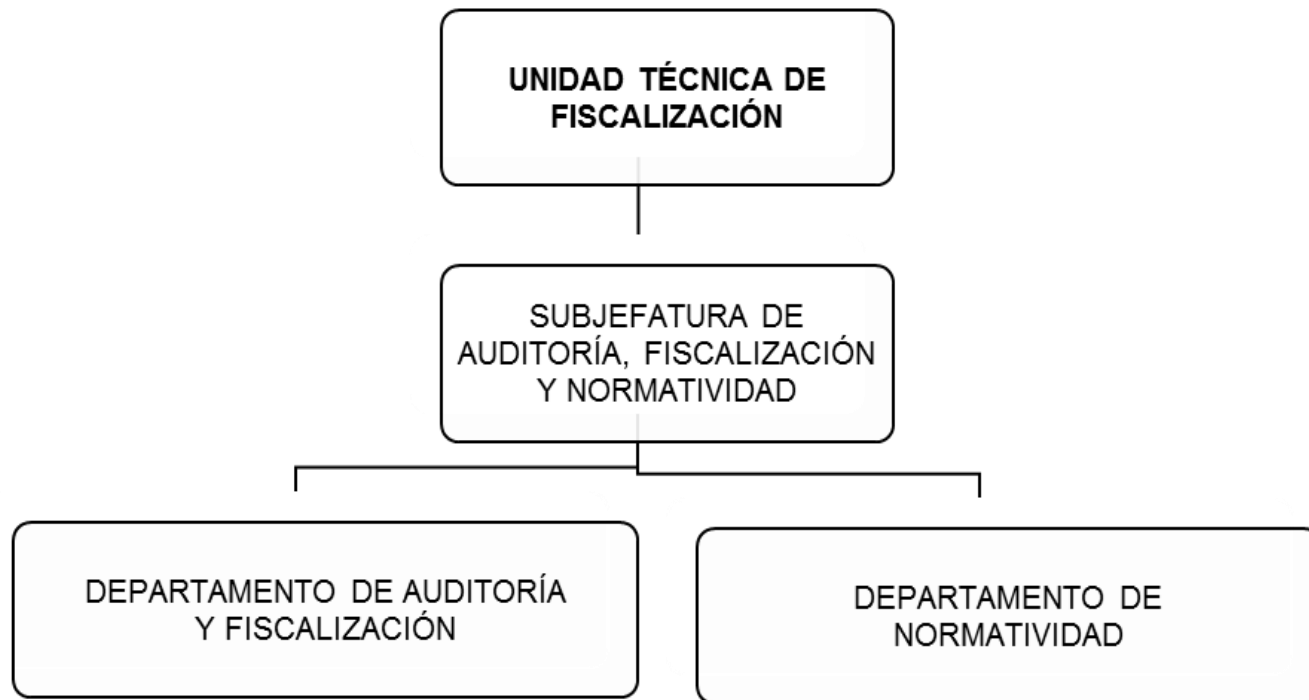 UNIDAD TÉCNICA DE
FISCALIZACIÓN
SUBJEFATURA DE
AUDITORÍA, FISCALIZACIÓN
Y NORMATIVIDAD
DEPARTAMENTO DE AUDITORÍA
Y FISCALIZACIÓN
DEPARTAMENTO DE
NORMATIVIDAD